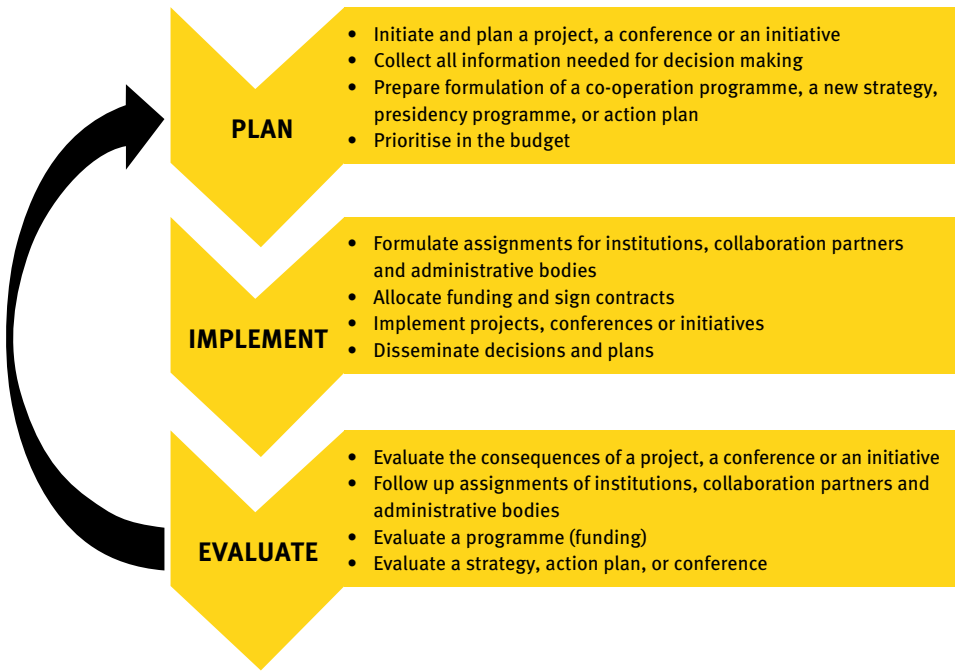 PLAN
• Initiate and plan a project, a conference or an initiative
• Collect all information needed for decision making
• Prepare formulation of a co-operation programme, a new strategy,
presidency programme, or action plan
• Prioritise in the budget
IMPLEMENT
• Formulate assignments for institutions, collaboration partners
and administrative bodies
• Allocate funding and sign contracts
• Implement projects, conferences or initiatives
• Disseminate decisions and plans
EVALUATE
• Evaluate the consequences of a project, a conference or an initiative
• Follow up assignments of institutions, collaboration partners and
administrative bodies
• Evaluate a programme (funding)
• Evaluate a strategy, action plan, or conference